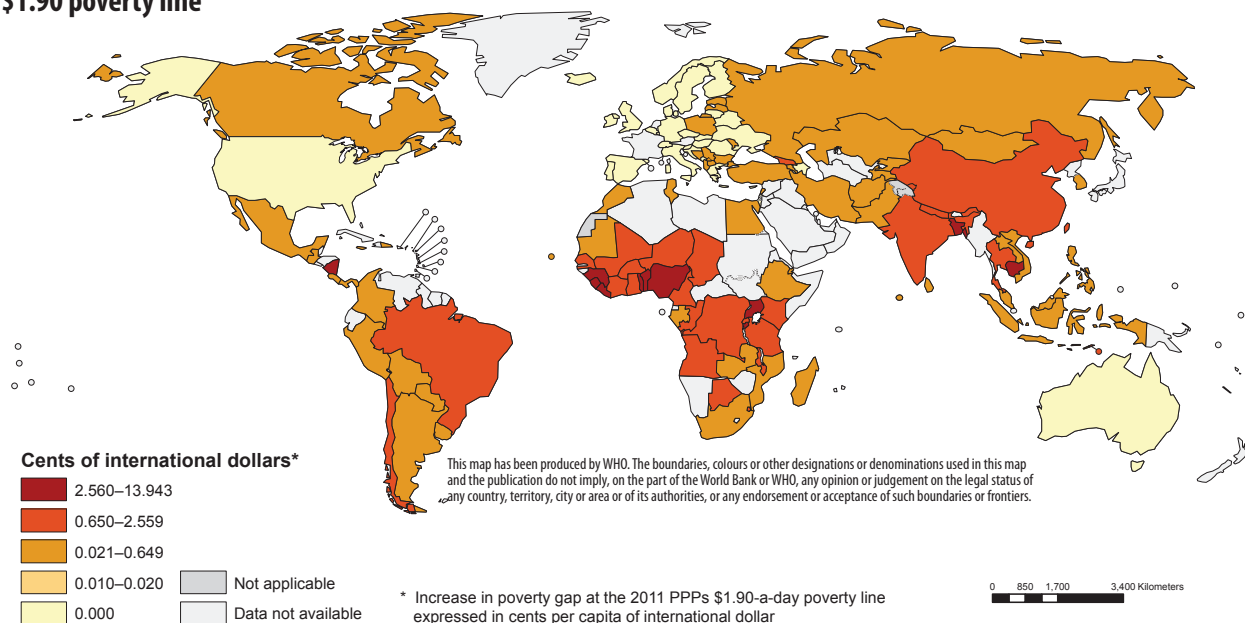 $1.90 poverty line
Cents of international dollars*
2.560–13.943
0.650–2.559
0.021–0.649
0.010–0.020
0.000
Not applicable
Data not available
This map has been produced by WHO. The boundaries, colours or other designations or denominations used in this map
and the publication do not imply, on the part of the World Bank or WHO, any opinion or judgement on the legal status of
any country, territory, city or area or of its authorities, or any endorsement or acceptance of such boundaries or frontiers.
* Increase in poverty gap at the 2011 PPPs $1.90-a-day poverty line
expressed in cents per capita of international dollar
0 850 1,700 3,400 Kilometers